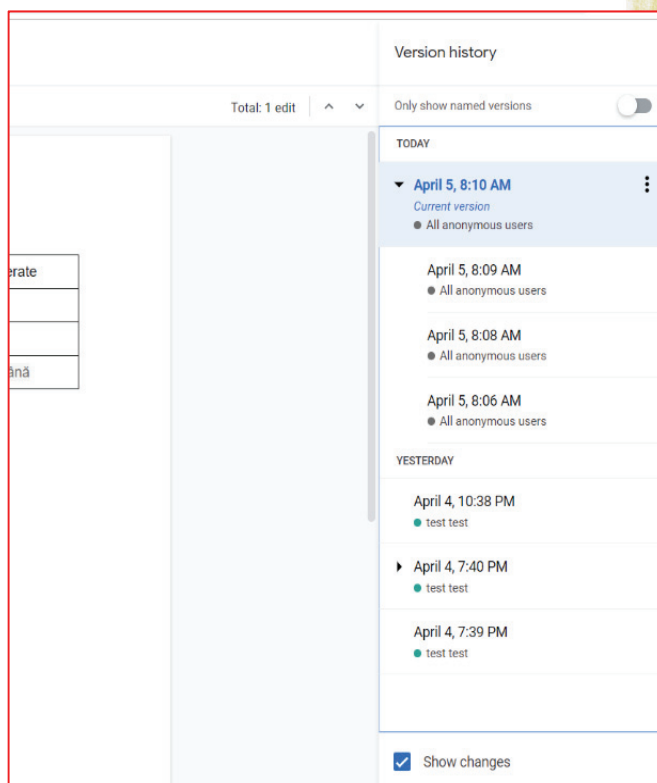 Version history
Total: 1 edit
Only show named versions
TODAY
April 5, 8:10 AM
Current version
All anonymous users
April 5, 8:09 AM
All anonymous users
April 5, 8:08 AM
All anonymous users
April 5, 8:06 AM
All anonymous users
YESTERDAY
April 4, 10:38 PM
test test
April 4, 7:40 PM
test test
April 4, 7:39 PM
test test
Show changes
erate
ână